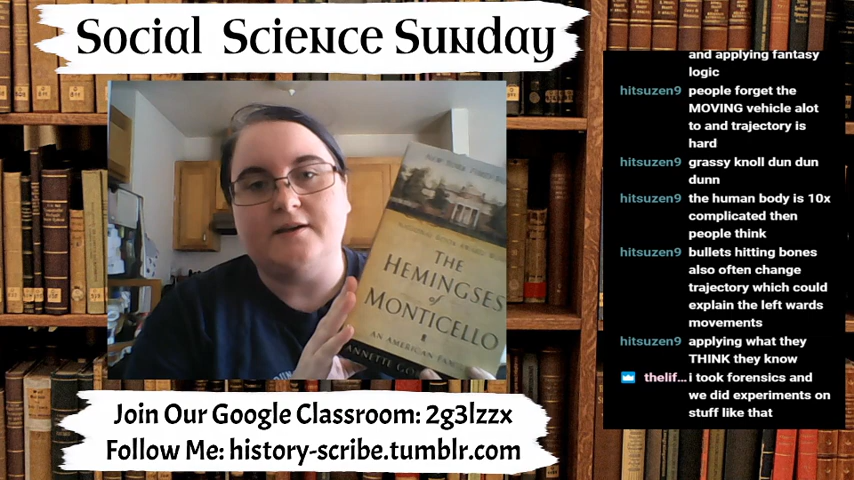 Social Science Sunday
NEW YORK TIMES
NATIONAL BOOK AWARD
THE
HEMINGSES
of
MONTICELLO
AN AMERICAN
ANNETTE
Join Our Google Classroom: 2g3lzzx
Follow Me: history-scribe.tumblr.com
and applying fantasy
logic
hitsuzen9 people forget the
MOVING vehicle alot
to and trajectory is
hard
hitsuzen9 grassy knoll dun dun
dunn
hitsuzen9 the human body is 10x
complicated then
people think
hitsuzen9 bullets hitting bones
also often change
trajectory which could
explain the left wards
movements
hitsuzen9 applying what they
THINK they know
thelif... i took forensics and
we did experiments on
stuff like that